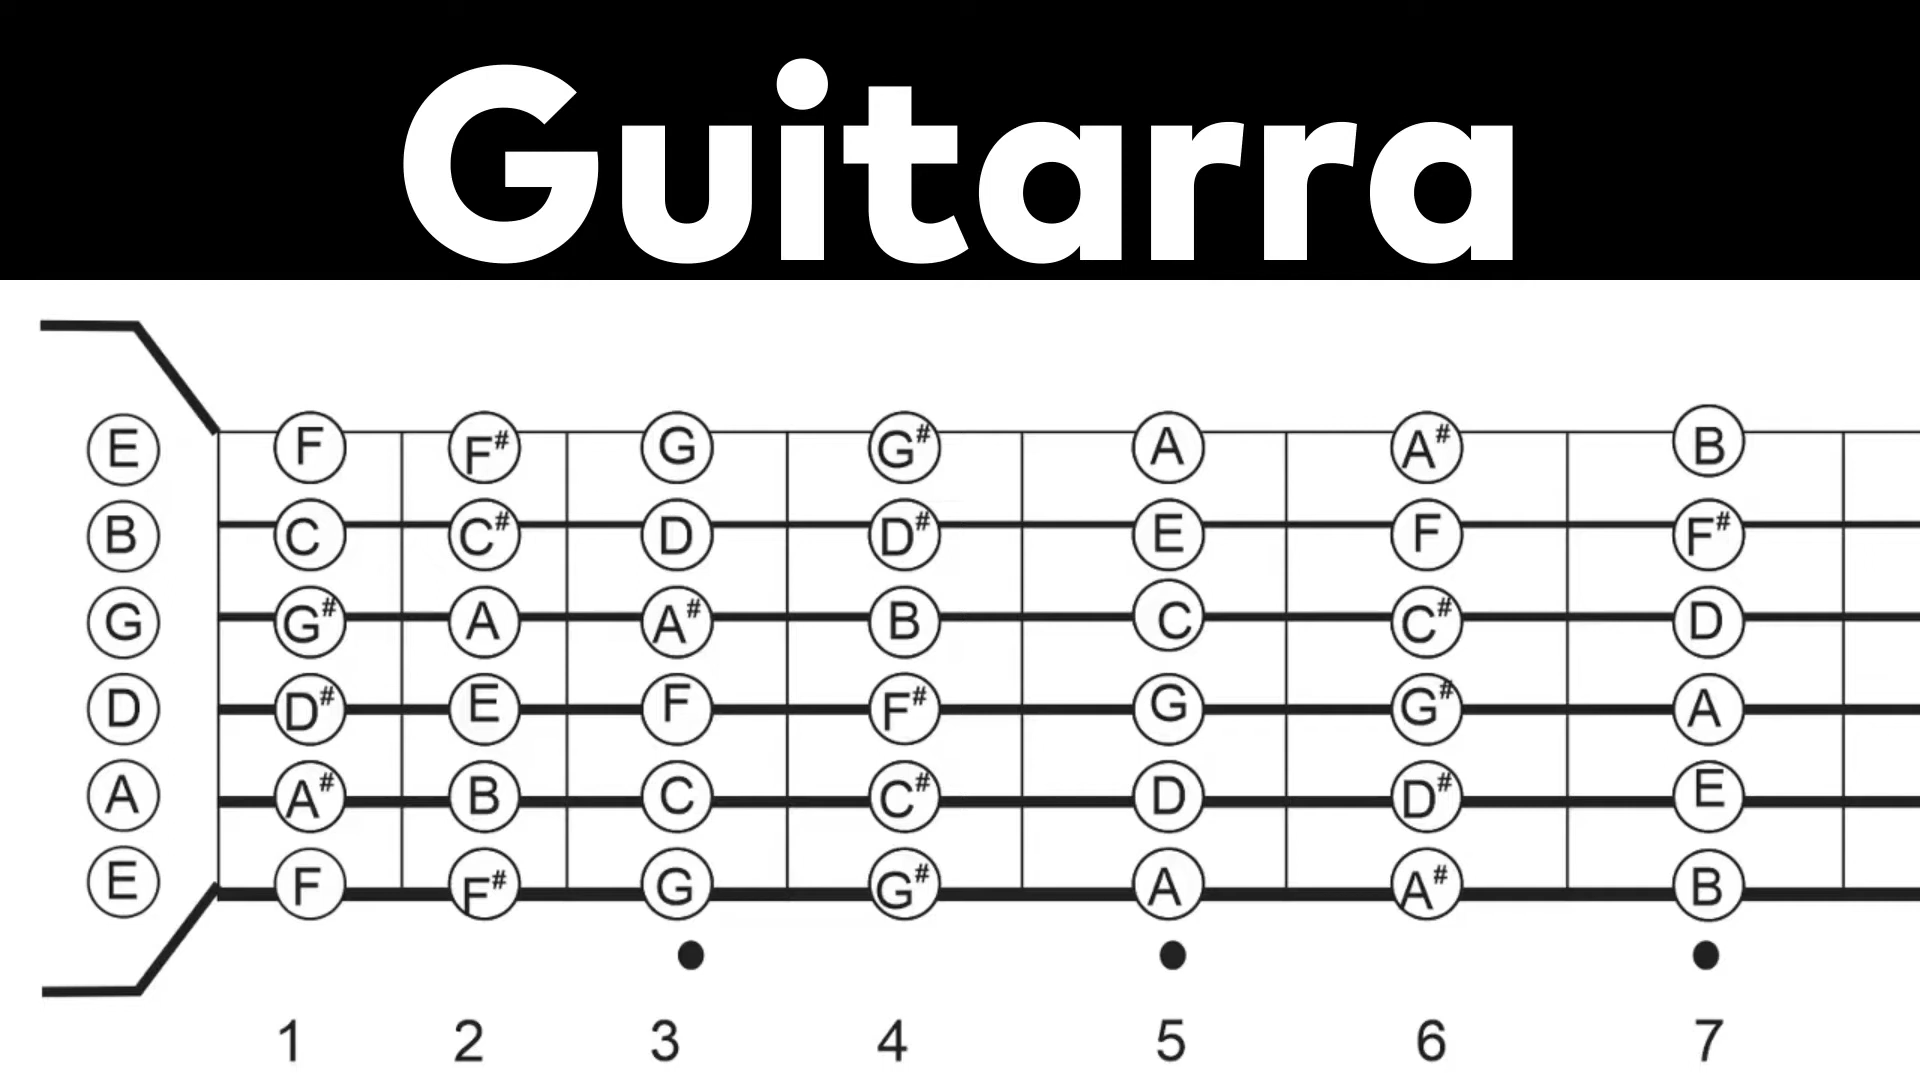 Guitarra
E F F# G G# A A# B
B C C# D D# E F F#
G G# A A# B C C# D
D D# E F F# G G# A
A A# B C C# D D# E
E F F# G G# A A# B
1 2 3 4 5 6 7